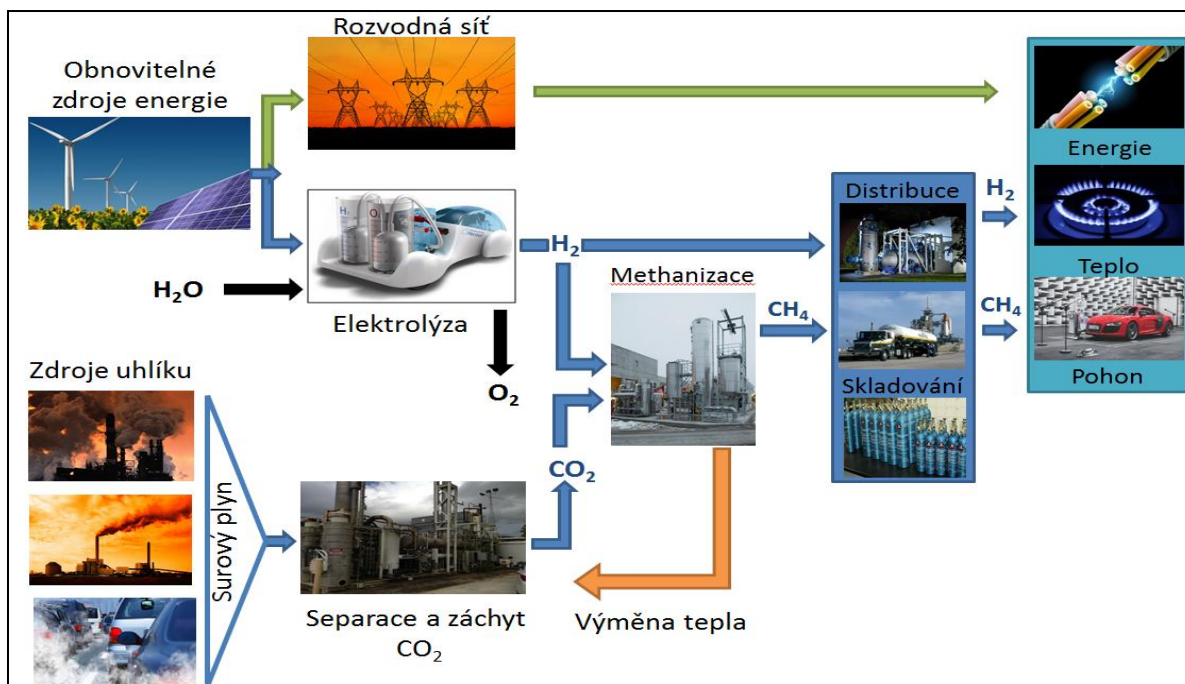 Rozvodná síť
Obnovitelné
zdroje energie
Energie
Distribuce
H₂
H₂
Teplo
Methanizace
H₂O
CH₄
CH₄
Elektrolýza
Skladování
Pohon
O₂
Zdroje uhlíku
Surový plyn
CO₂
Separace a záchyt
CO₂
Výměna tepla